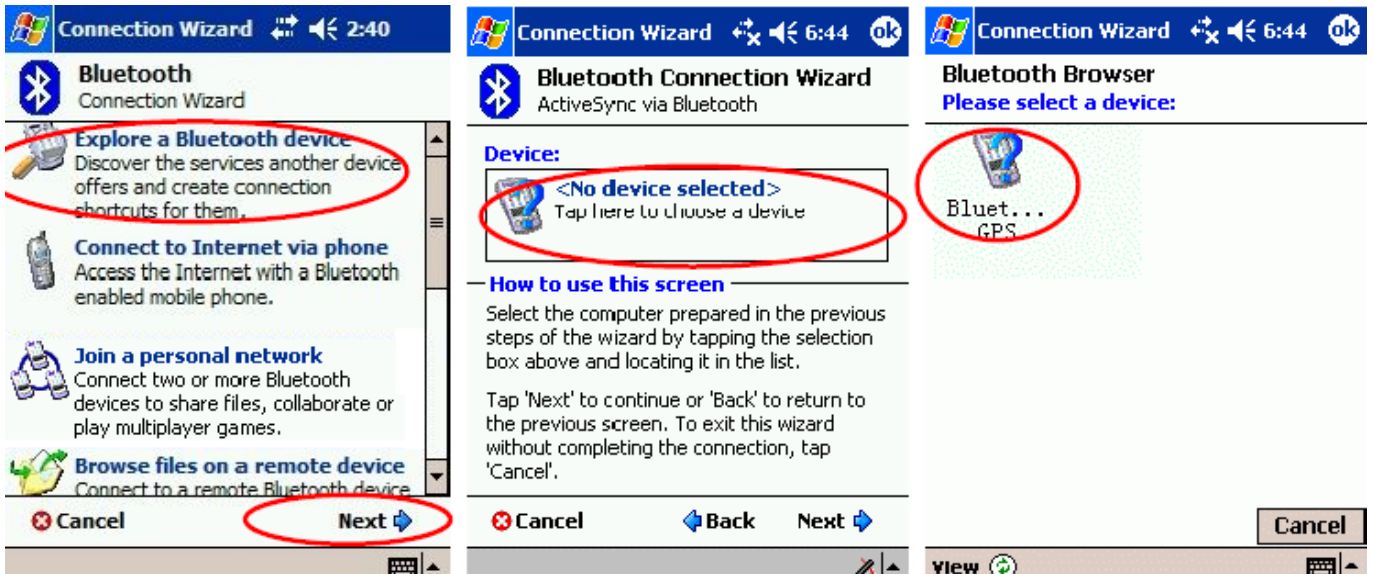 Connection Wizard 2:40
Bluetooth
Connection Wizard
Explore a Bluetooth device
Discover the services another device
offers and create connection
shortcuts for them.
Connect to Internet via phone
Access the Internet with a Bluetooth
enabled mobile phone.
Join a personal network
Connect two or more Bluetooth
devices to share files, collaborate or
play multiplayer games.
Browse files on a remote device
Connect to a remote Bluetooth device
Cancel Next
Connection Wizard 6:44 ok
Bluetooth Connection Wizard
ActiveSync via Bluetooth
Device:
<No device selected>
Tap here to choose a device
How to use this screen
Select the computer prepared in the previous
steps of the wizard by tapping the selection
box above and locating it in the list.
Tap 'Next' to continue or 'Back' to return to
the previous screen. To exit this wizard
without completing the connection, tap
'Cancel'.
Cancel Back Next
Connection Wizard 6:44 ok
Bluetooth Browser
Please select a device:
Bluet...
GPS
Cancel
View